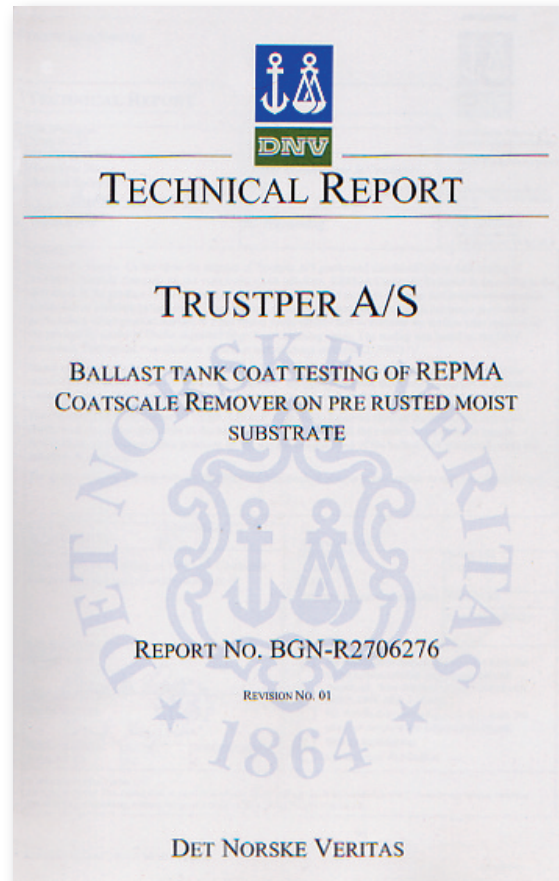 DNV
TECHNICAL REPORT
TRUSTPER A/S
BALLAST TANK COAT TESTING OF REPMA
COATSCALE REMOVER ON PRE RUSTED MOIST
SUBSTRATE
DET NORSKE VERITAS
REPORT NO. BGN-R2706276
REVISION NO. 01
1864
DET NORSKE VERITAS